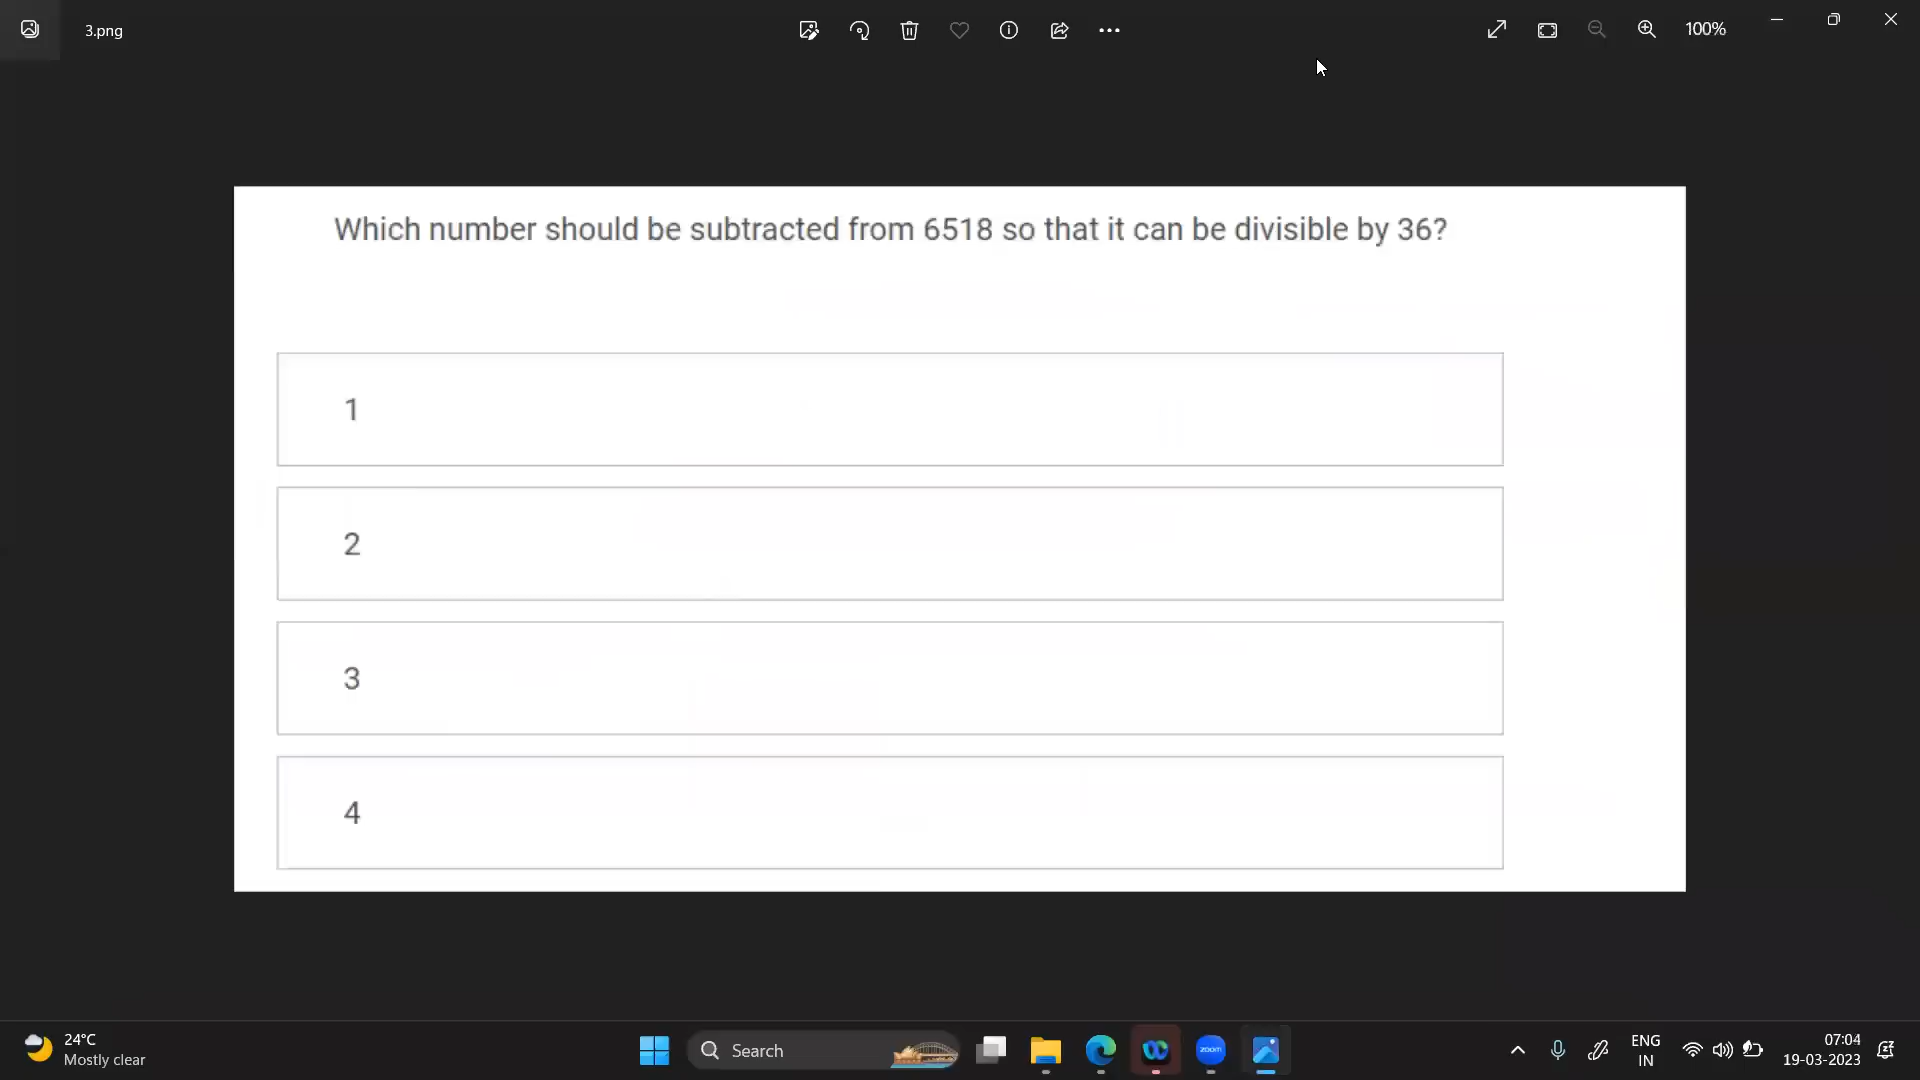 3.png
100%
Which number should be subtracted from 6518 so that it can be divisible by 36?
1
2
3
4
24°C
Mostly clear
Search
zoom
ENG
IN
07:04
19-03-2023